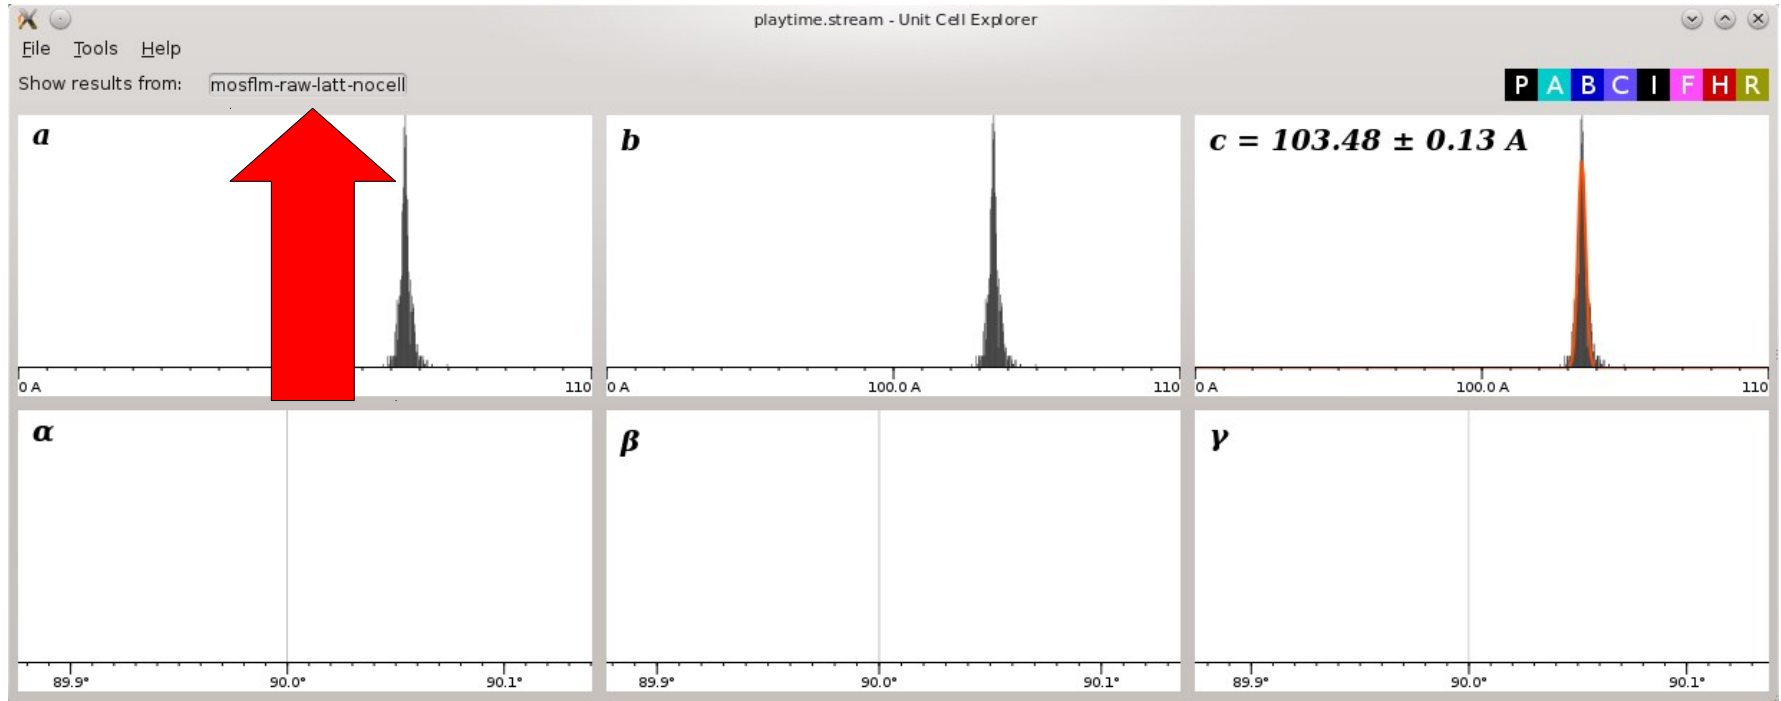 playtime.stream - Unit Cell Explorer
File Tools Help
Show results from: mosflm-raw-latt-nocell
P A B C I F H R
a
b
c = 103.48 ± 0.13 A
0 A 110
0 A 100.0 A 110
0 A 100.0 A 110
α
β
γ
89.9° 90.0° 90.1°
89.9° 90.0° 90.1°
89.9° 90.0° 90.1°